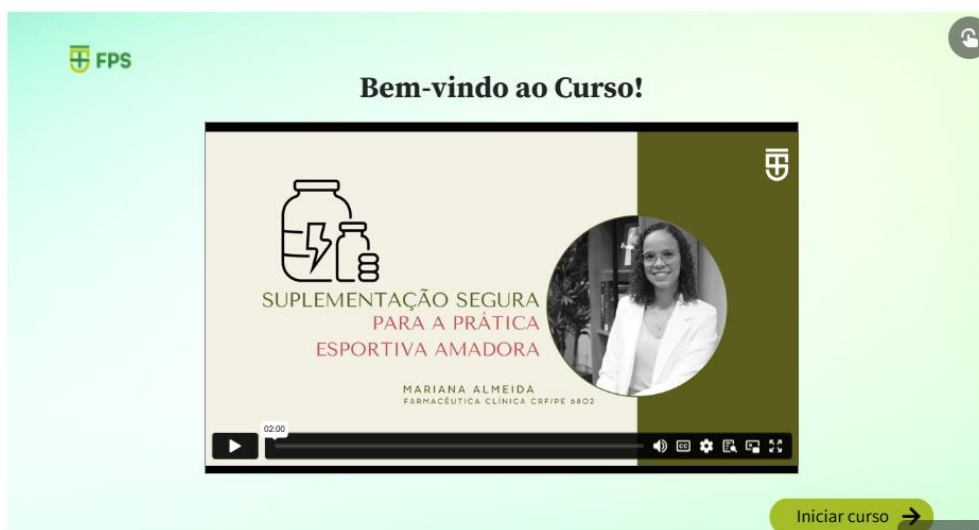 FPS
Bem-vindo ao Curso!
SUPLEMENTAÇÃO SEGURA
PARA A PRÁTICA
ESPORTIVA AMADORA
MARIANA ALMEIDA
FARMACÊUTICA CLÍNICA CRF/PE 6802
02:00
CC
Iniciar curso